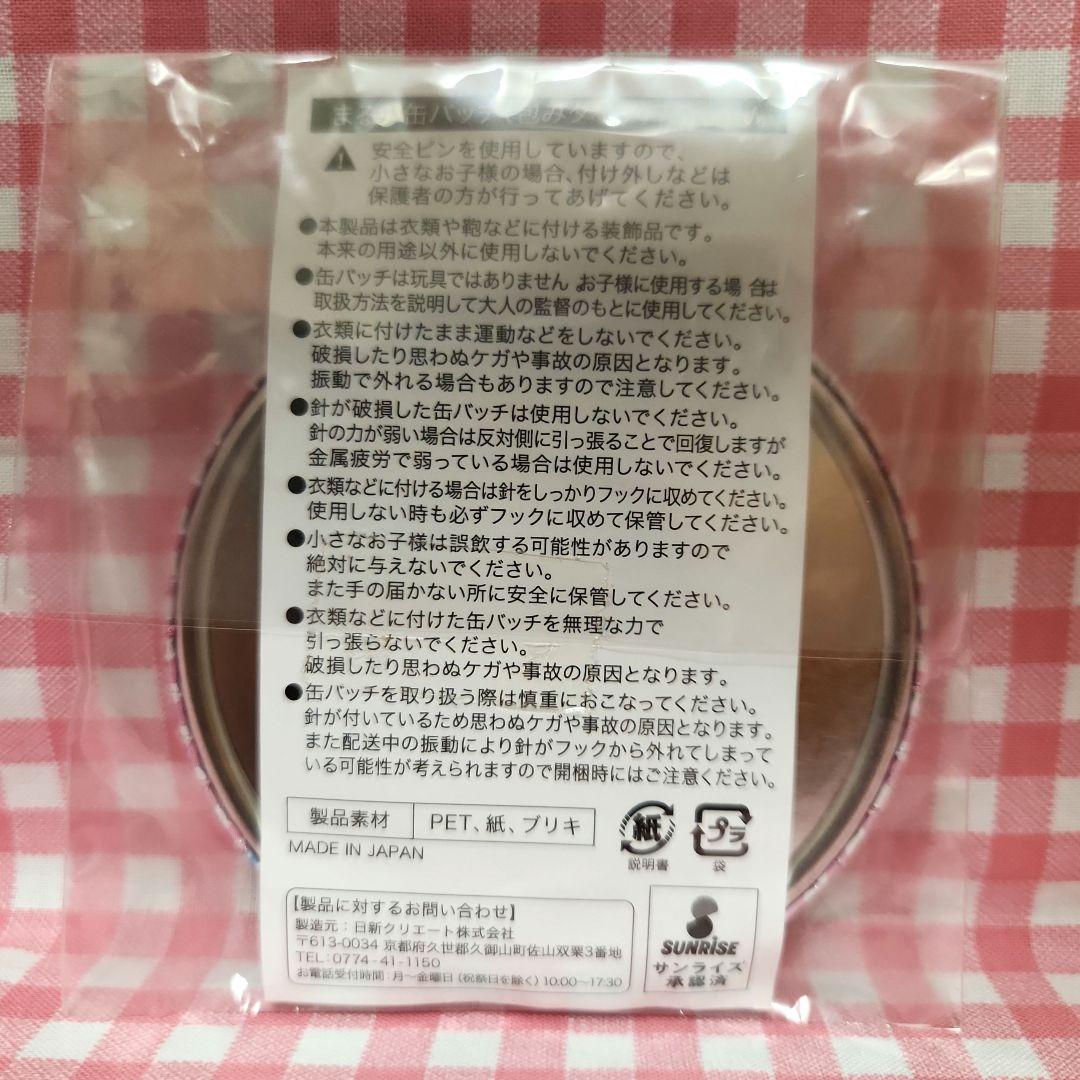 まる 缶バッチ 包み
安全ピンを使用していますので、
小さなお子様の場合、付け外しなどは
保護者の方が行ってあげてください。
●本製品は衣類や鞄などに付ける装飾品です。
本来の用途以外に使用しないでください。
●缶バッチは玩具ではありません お子様に使用する場 合は
取扱方法を説明して大人の監督のもとに使用してください。
●衣類に付けたまま運動などをしないでください。
破損したり思わぬケガや事故の原因となります。
振動で外れる場合もありますので注意してください。
●針が破損した缶バッチは使用しないでください。
針の力が弱い場合は反対側に引っ張ることで回復しますが
金属疲労で弱っている場合は使用しないでください。
●衣類などに付ける場合は針をしっかりフックに収めてください。
使用しない時も必ずフックに収めて保管してください。
●小さなお子様は誤飲する可能性がありますので
絶対に与えないでください。
また手の届かない所に安全に保管してください。
●衣類などに付けた缶バッチを無理な力で
引っ張らないでください。
破損したり思わぬケガや事故の原因となります。
●缶バッチを取り扱う際は慎重におこなってください。
針が付いているため思わぬケガや事故の原因となります。
また配送中の振動により針がフックから外れてしまって
いる可能性が考えられますので開梱時にはご注意ください。
製品素材 PET、紙、ブリキ
MADE IN JAPAN
紙
説明書
プラ
袋
【製品に対するお問い合わせ】
製造元：日新クリエート株式会社
〒613-0034 京都府久世郡久御山町佐山双栗3番地
TEL:0774-41-1150
お電話受付時間：月～金曜日（祝祭日を除く）10:00～17:30
SUNRISE
サンライズ
承認済